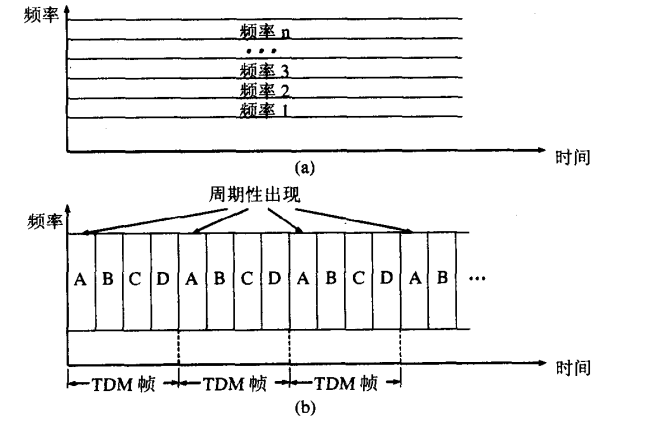 频率
频率 n
···
频率 3
频率 2
频率 1
时间
(a)
周期性出现
频率
A B C D A B C D A B C D A B ···
时间
TDM 帧 TDM 帧 TDM 帧
(b)